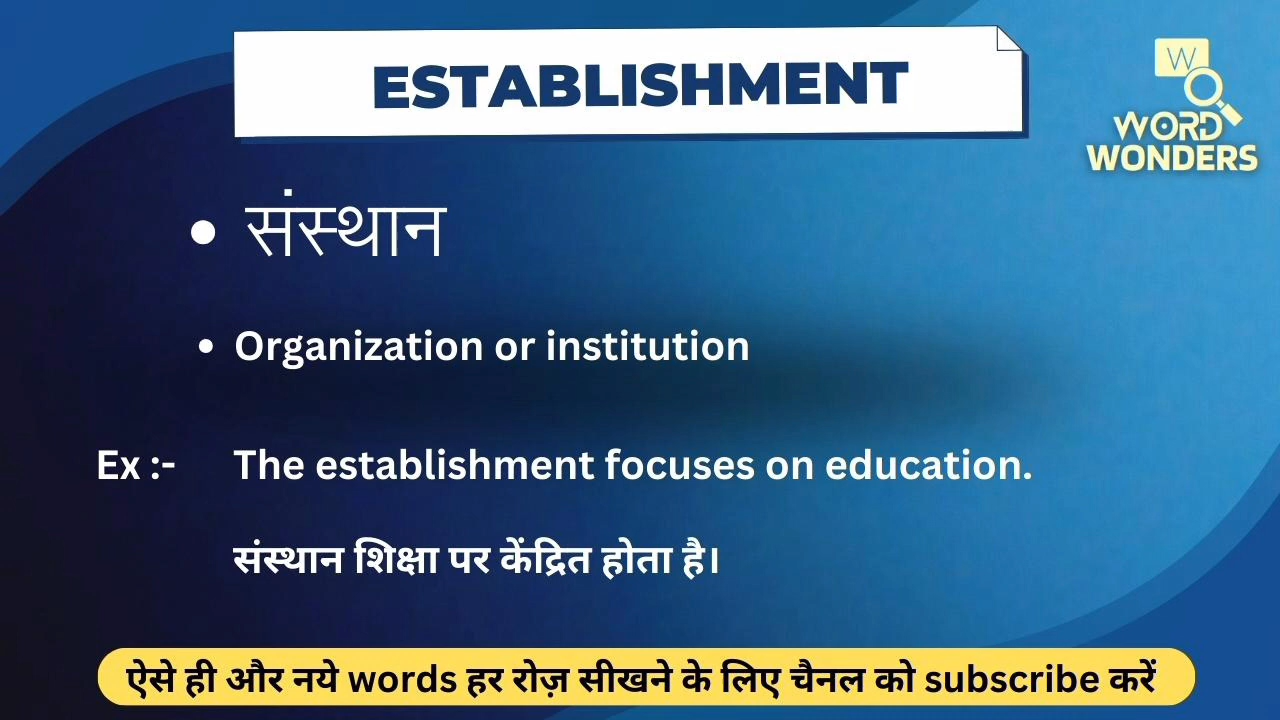 ESTABLISHMENT
W
WORD
WONDERS
• संस्थान
• Organization or institution
Ex :- The establishment focuses on education.
संस्थान शिक्षा पर केंद्रित होता है।
ऐसे ही और नये words हर रोज़ सीखने के लिए चैनल को subscribe करें